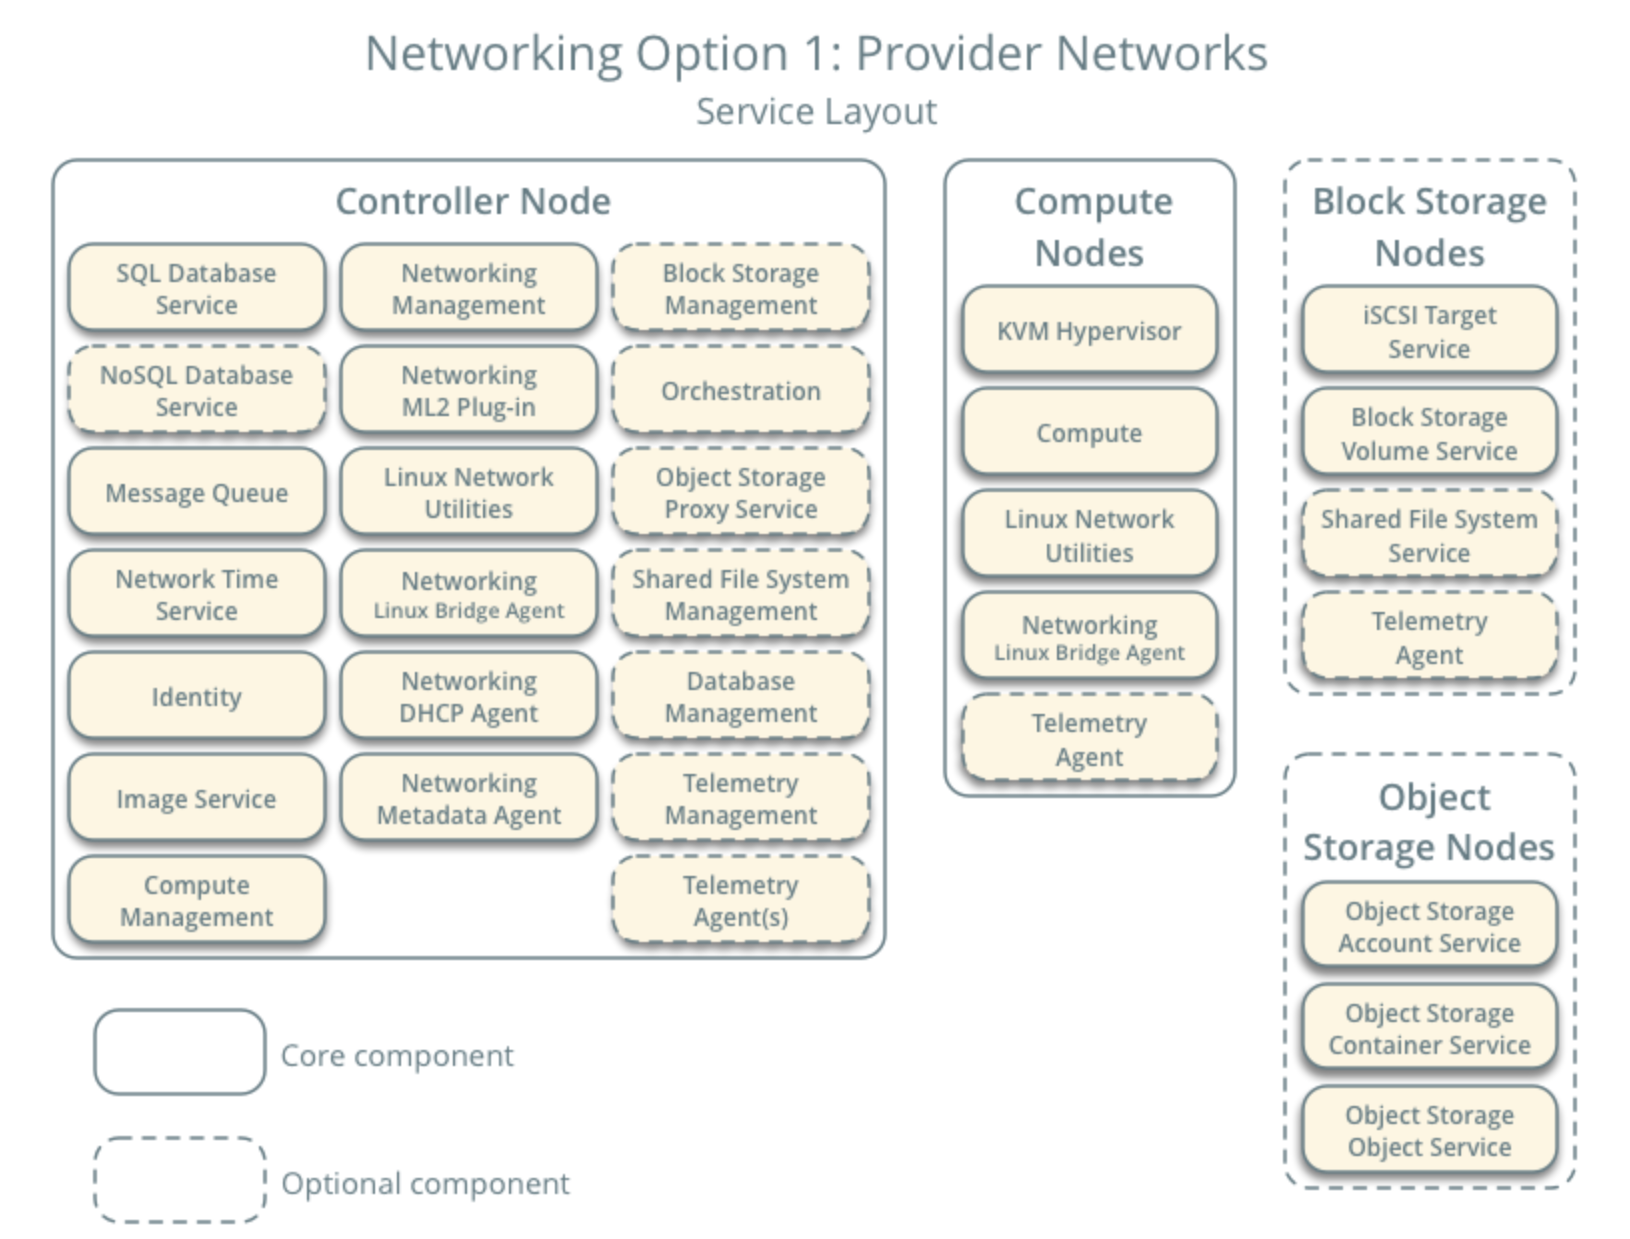 Networking Option 1: Provider Networks
Service Layout
Controller Node
SQL Database
Service
NoSQL Database
Service
Message Queue
Network Time
Service
Identity
Image Service
Compute
Management
Networking
Management
Networking
ML2 Plug-in
Linux Network
Utilities
Networking
Linux Bridge Agent
Networking
DHCP Agent
Networking
Metadata Agent
Block Storage
Management
Orchestration
Object Storage
Proxy Service
Shared File System
Management
Database
Management
Telemetry
Management
Telemetry
Agent(s)
Compute
Nodes
KVM Hypervisor
Compute
Linux Network
Utilities
Networking
Linux Bridge Agent
Telemetry
Agent
Block Storage
Nodes
iSCSI Target
Service
Block Storage
Volume Service
Shared File System
Service
Telemetry
Agent
Object
Storage Nodes
Object Storage
Account Service
Object Storage
Container Service
Object Storage
Object Service
Core component
Optional component